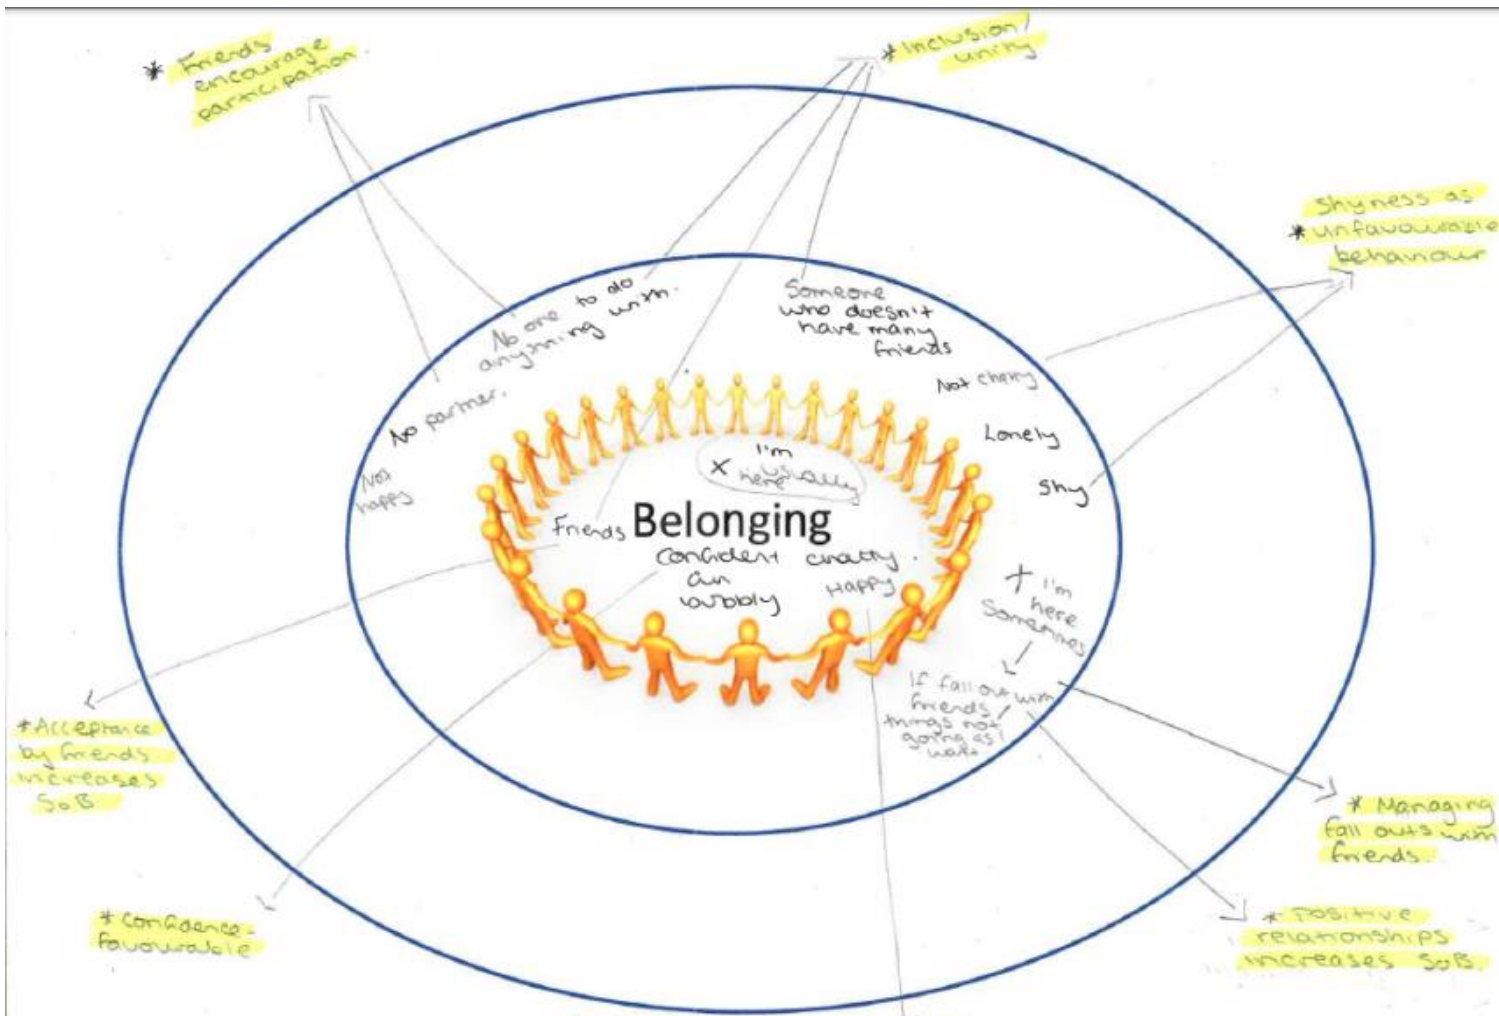 * Friends
encourage
participation
* Inclusion /
unity
Shyness as
* unfavourable
behaviour
No one to do
anything with.
Someone
who doesn't
have many
friends
No partner.
Not chatty
Lonely
Not
happy
Shy
X I'm
usually
here
Friends
Belonging
Confident chatty.
bubbly
Happy
X I'm
here
Sometimes
If fall out with
friends
things not
going as I
want
* Acceptance
by friends
increases
SoB
* Managing
fall outs with
friends.
* Confidence -
favourable
* Positive
relationships
increases SoB.